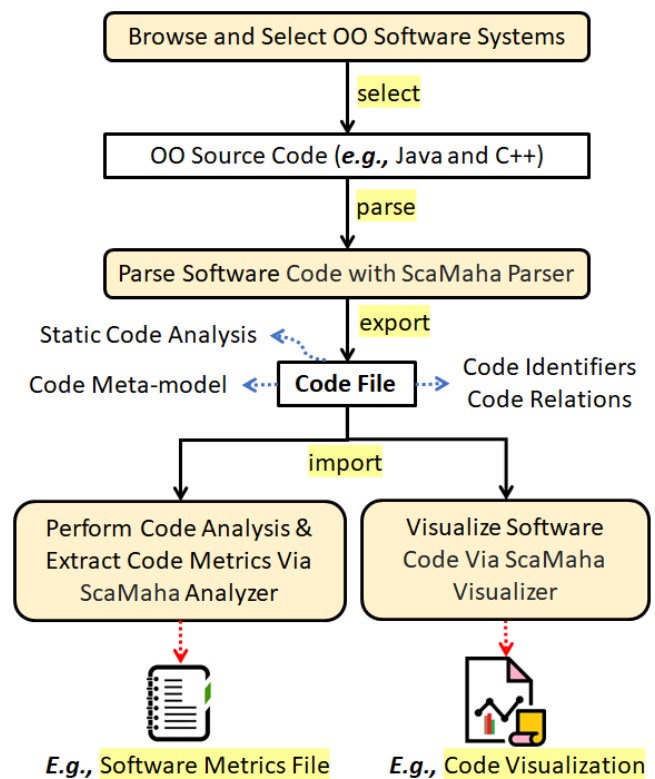 Browse and Select OO Software Systems
select
OO Source Code (e.g., Java and C++)
parse
Parse Software Code with ScaMaha Parser
export
Static Code Analysis
Code Meta-model
Code File
Code Identifiers
Code Relations
import
Perform Code Analysis &
Extract Code Metrics Via
ScaMaha Analyzer
Visualize Software
Code Via ScaMaha
Visualizer
E.g., Software Metrics File
E.g., Code Visualization